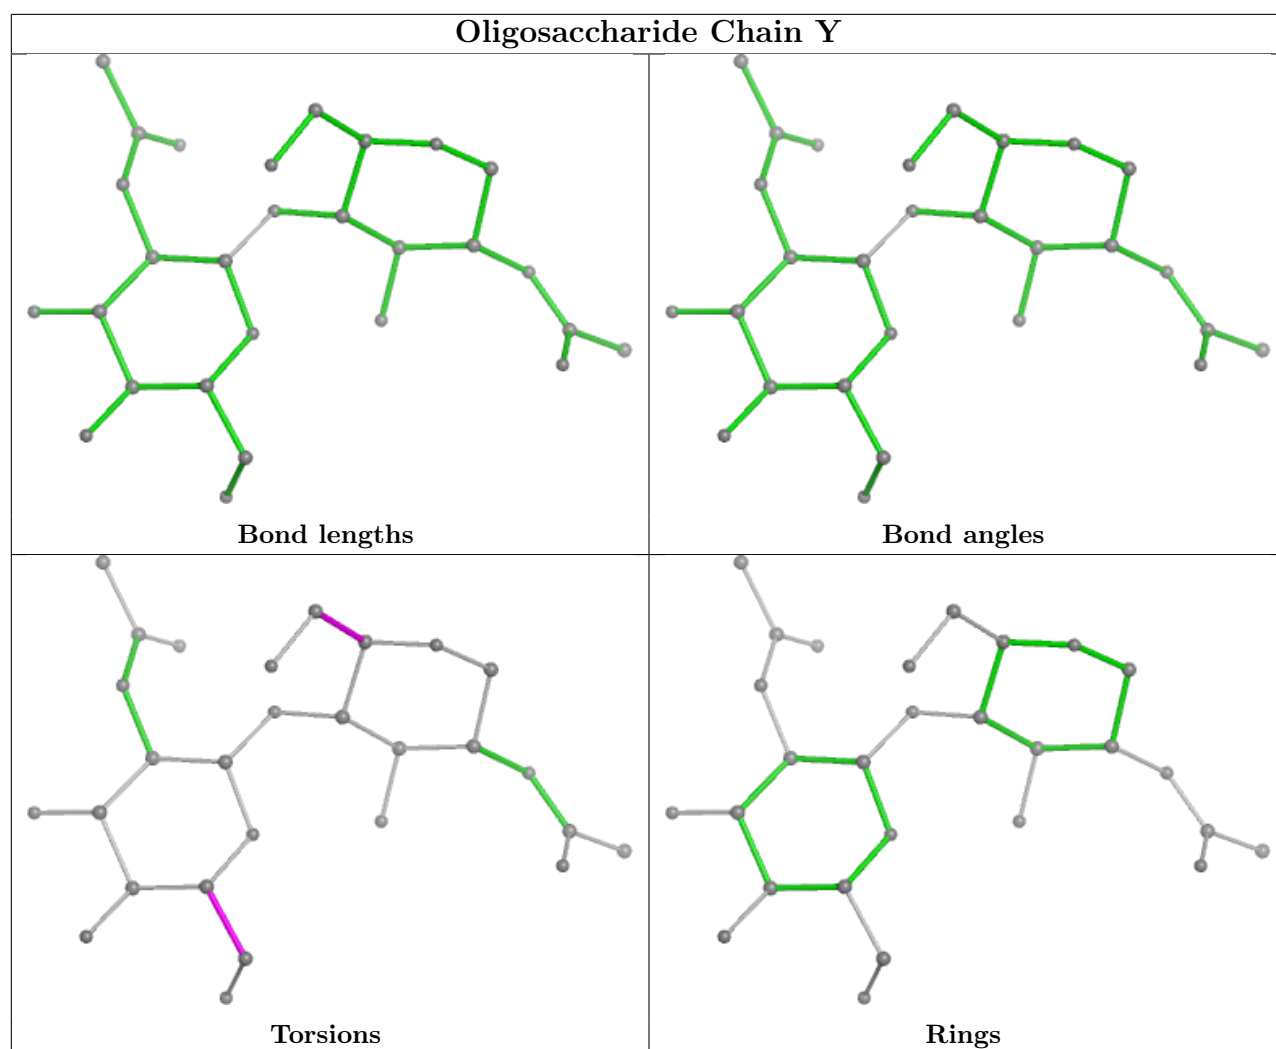 Oligosaccharide Chain Y
Bond lengths
Bond angles
Torsions
Rings